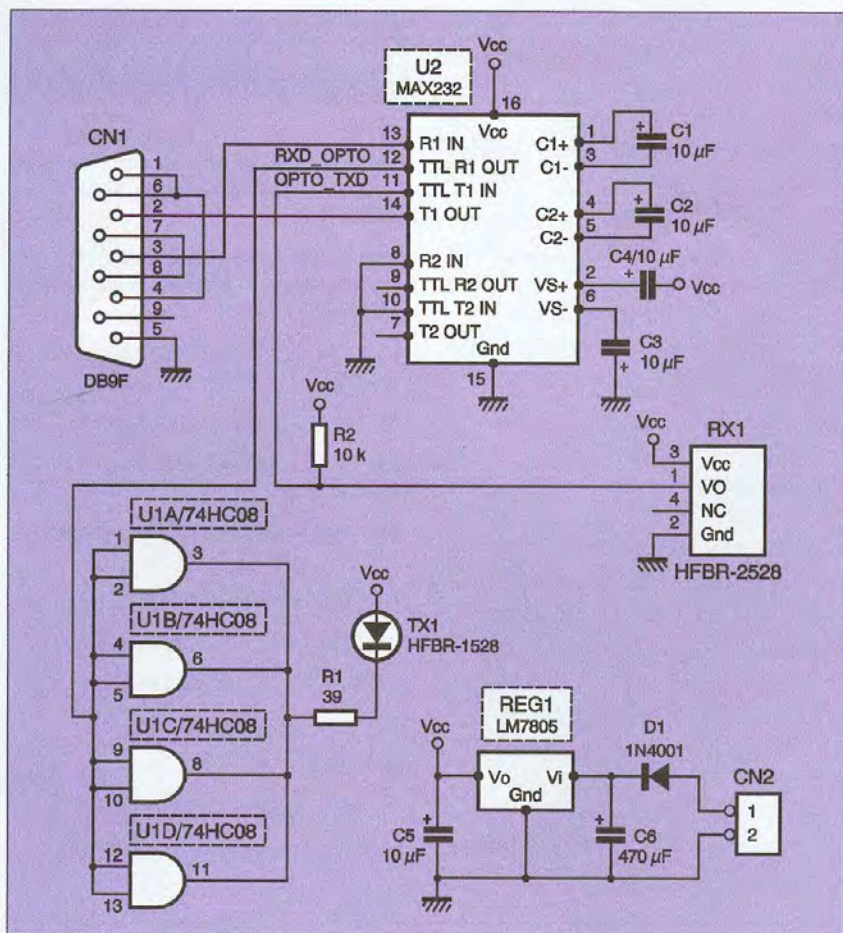 CN1
1
6
2
7
3
8
4
9
5
DB9F
U2
MAX232
Vcc
16
Vcc
13
R1 IN
RXD_OPTO
12
TTL R1 OUT
OPTO_TXD
11
TTL T1 IN
14
T1 OUT
8
R2 IN
9
TTL R2 OUT
10
TTL T2 IN
7
T2 OUT
Gnd
15
C1+
1
C1-
3
+
C1
10 µF
C2+
4
C2-
5
+
C2
10 µF
C4/10 µF
VS+
2
+
Vcc
VS-
6
C3
10 µF
+
Vcc
R2
10 k
RX1
Vcc
3
Vcc
1
VO
4
NC
2
Gnd
HFBR-2528
U1A/74HC08
1
2
3
U1B/74HC08
4
5
6
U1C/74HC08
9
10
8
U1D/74HC08
12
13
11
Vcc
TX1
HFBR-1528
R1
39
REG1
LM7805
Vcc
Vo
Vi
Gnd
D1
1N4001
CN2
1
2
+
C5
10 µF
+
C6
470 µF